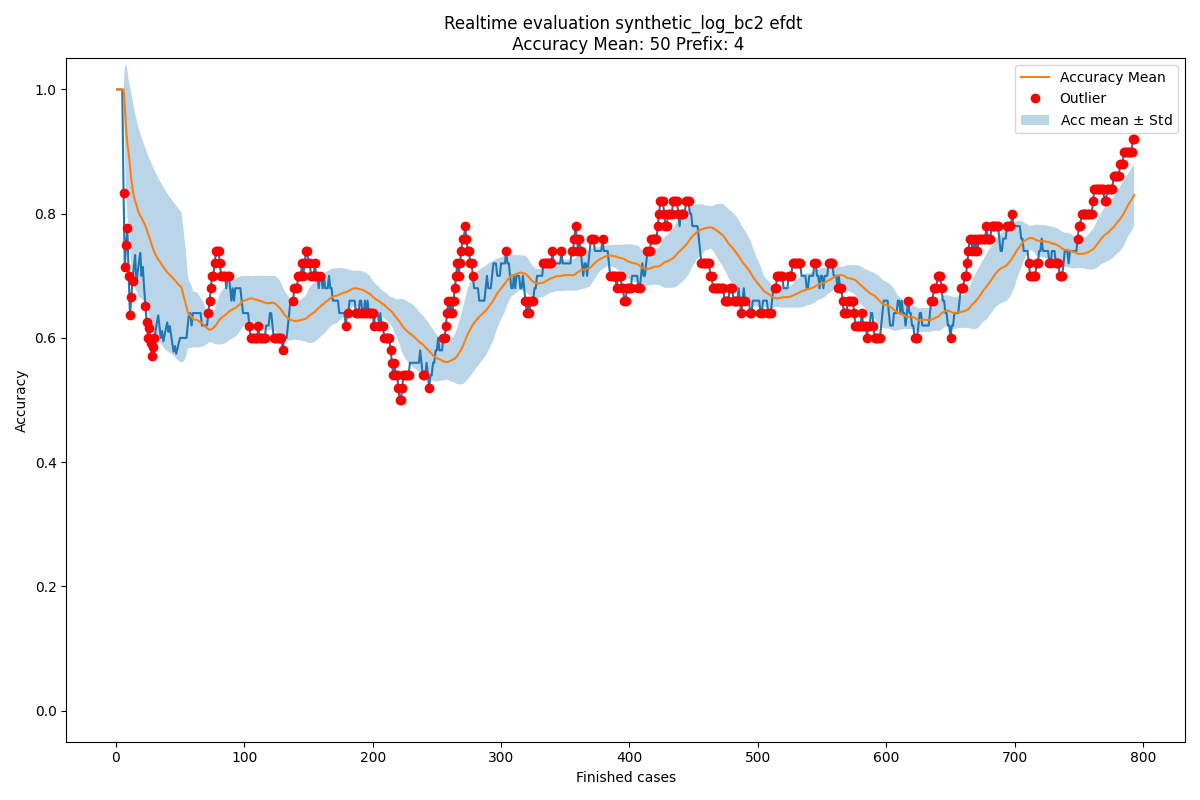 Realtime evaluation synthetic_log_bc2 efdt
Accuracy Mean: 50 Prefix: 4
Accuracy Mean
Outlier
Acc mean ± Std
1.0
0.8
0.6
0.4
0.2
0.0
Accuracy
0 100 200 300 400 500 600 700 800
Finished cases